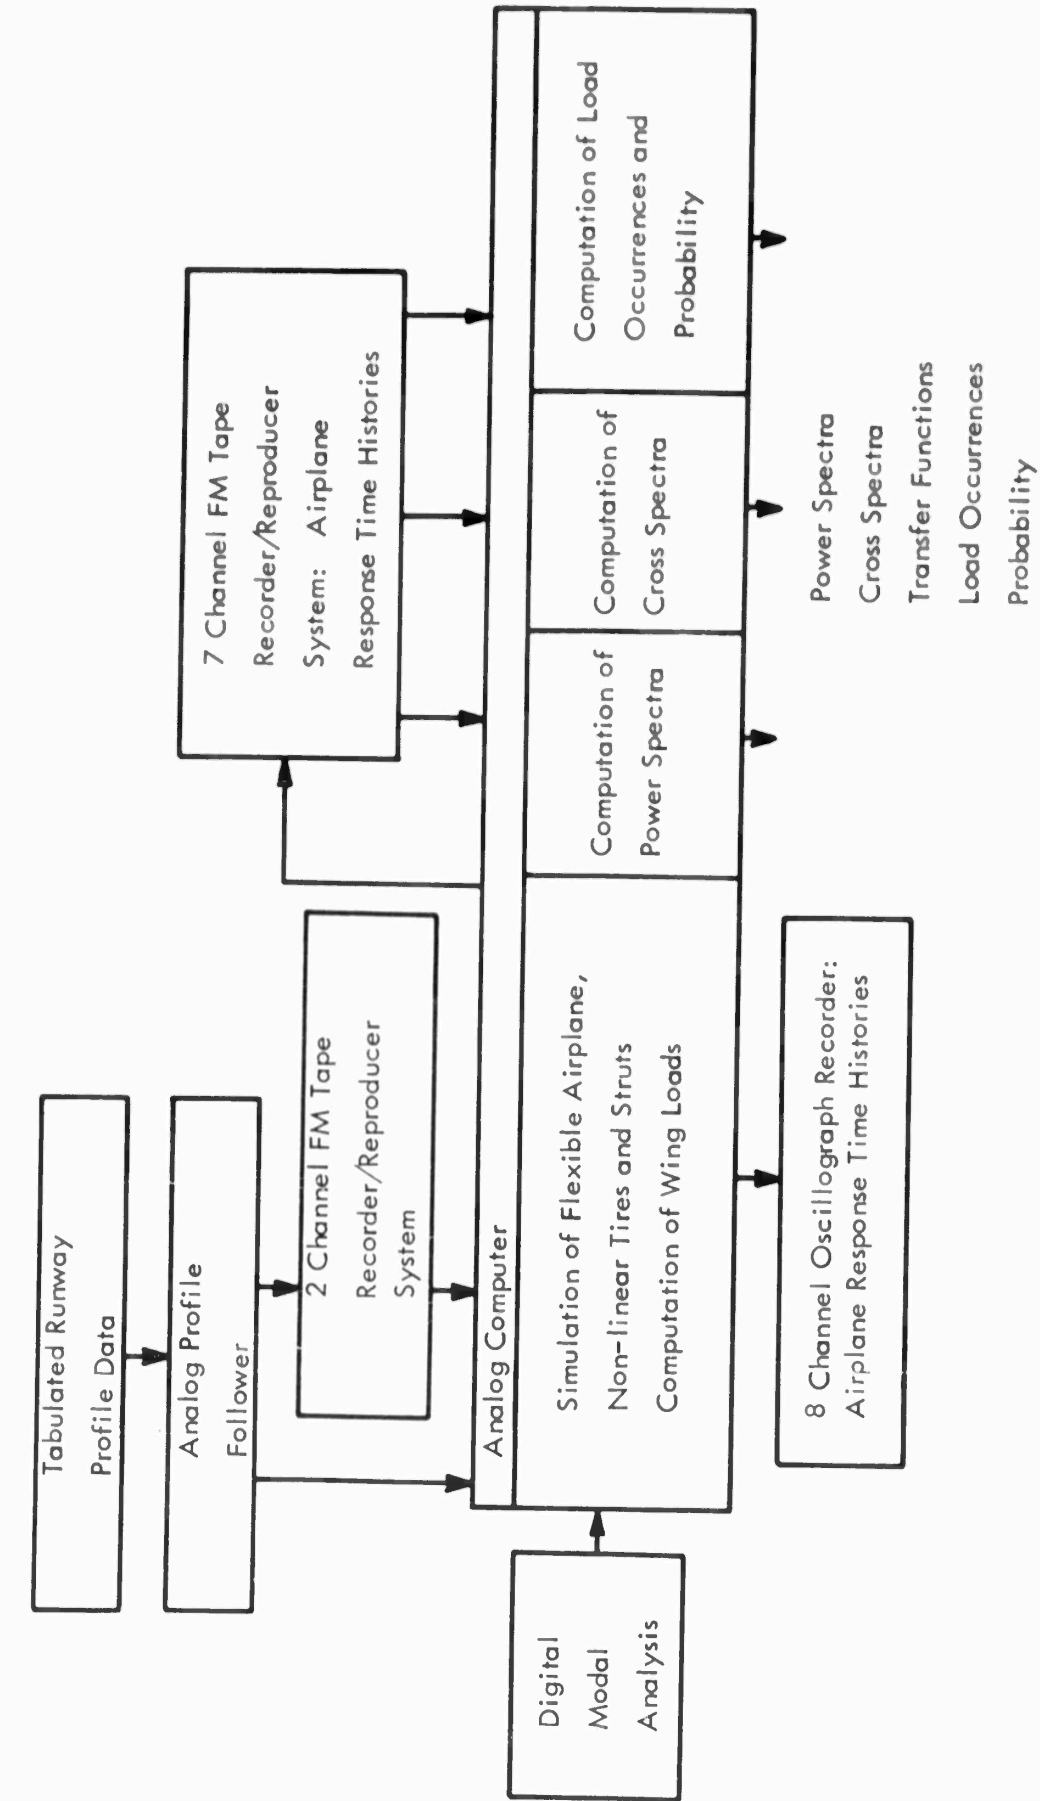 Tabulated Runway
Profile Data
Analog Profile
Follower
2 Channel FM Tape
Recorder/Reproducer
System
7 Channel FM Tape
Recorder/Reproducer
System: Airplane
Response Time Histories
Analog Computer
Digital
Modal
Analysis
Simulation of Flexible Airplane,
Non-linear Tires and Struts
Computation of Wing Loads
Computation of
Power Spectra
Computation of
Cross Spectra
Computation of Load
Occurrences and
Probability
8 Channel Oscillograph Recorder:
Airplane Response Time Histories
Power Spectra
Cross Spectra
Transfer Functions
Load Occurrences
Probability